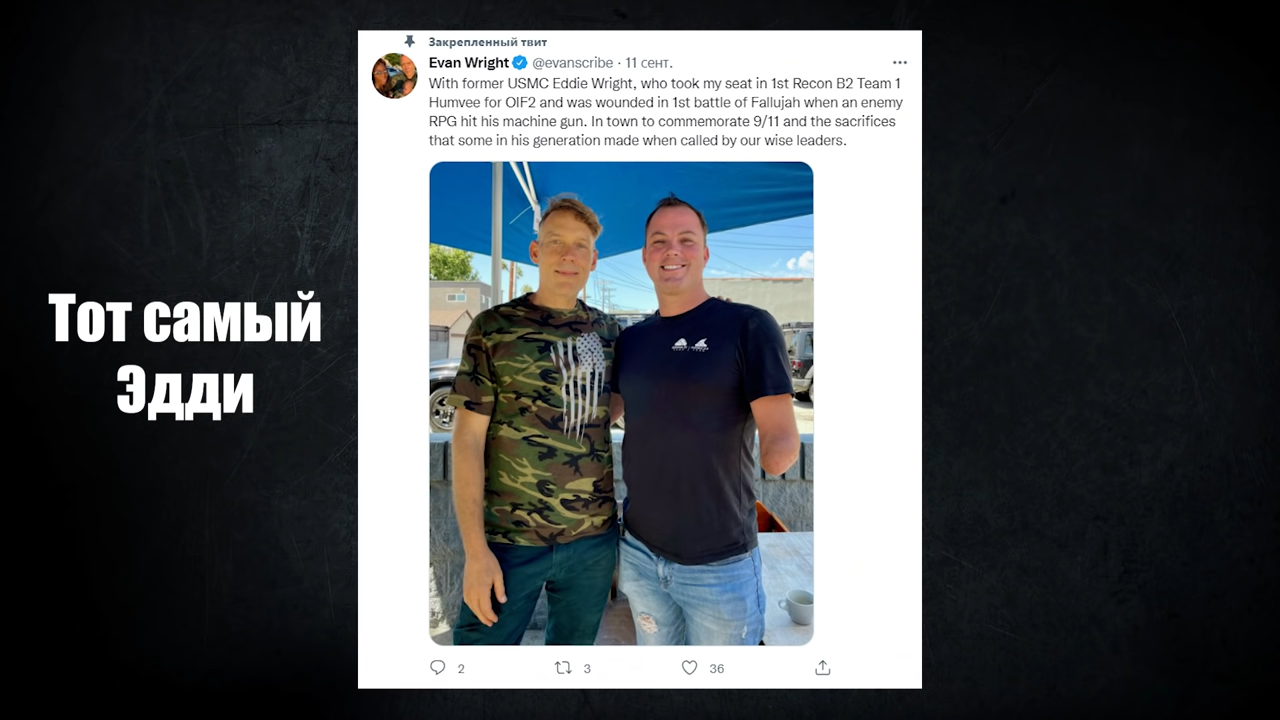 Закрепленный твит
Evan Wright @evanscribe · 11 сент.
With former USMC Eddie Wright, who took my seat in 1st Recon B2 Team 1
Humvee for OIF2 and was wounded in 1st battle of Fallujah when an enemy
RPG hit his machine gun. In town to commemorate 9/11 and the sacrifices
that some in his generation made when called by our wise leaders.
Тот самый
Эдди
2
3
36